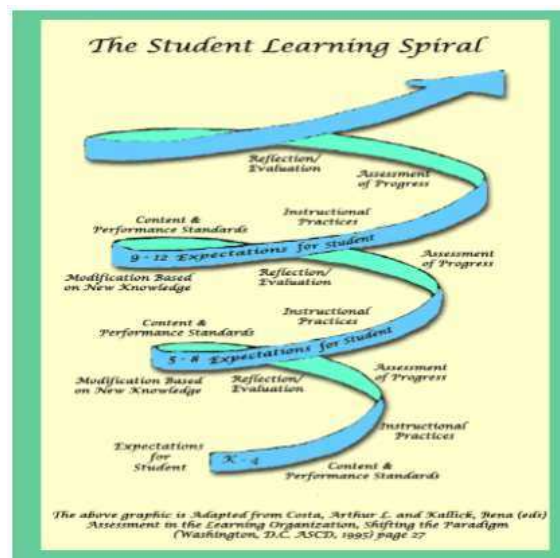 The Student Learning Spiral
Reflection/
Evaluation
Assessment
of Progress
Content &
Performance Standards
Instructional
Practices
9 - 12 Expectations for Student
Modification Based
on New Knowledge
Reflection/
Evaluation
Assessment
of Progress
Content &
Performance Standards
Instructional
Practices
5 - 8 Expectations for Student
Modification Based
on New Knowledge
Reflection/
Evaluation
Assessment
of Progress
Expectations
for
Student
K - 4
Instructional
Practices
Content &
Performance Standards
The above graphic is Adapted from Costa, Arthur L. and Kallick, Bena (eds)
Assessment in the Learning Organization, Shifting the Paradigm
(Washington, D.C. ASCD, 1995) page 27